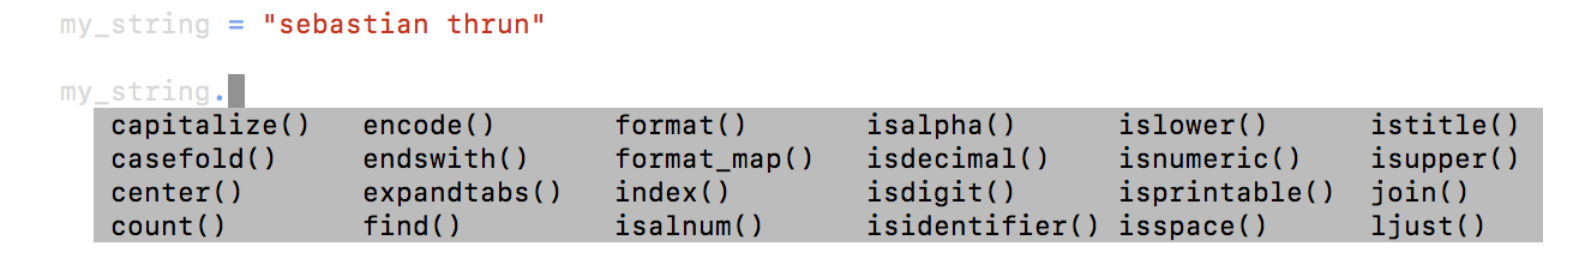 my_string = "sebastian thrun"
my_string.
capitalize() encode() format() isalpha() islower() istitle()
casefold() endswith() format_map() isdecimal() isnumeric() isupper()
center() expandtabs() index() isdigit() isprintable() join()
count() find() isalnum() isidentifier() isspace() ljust()